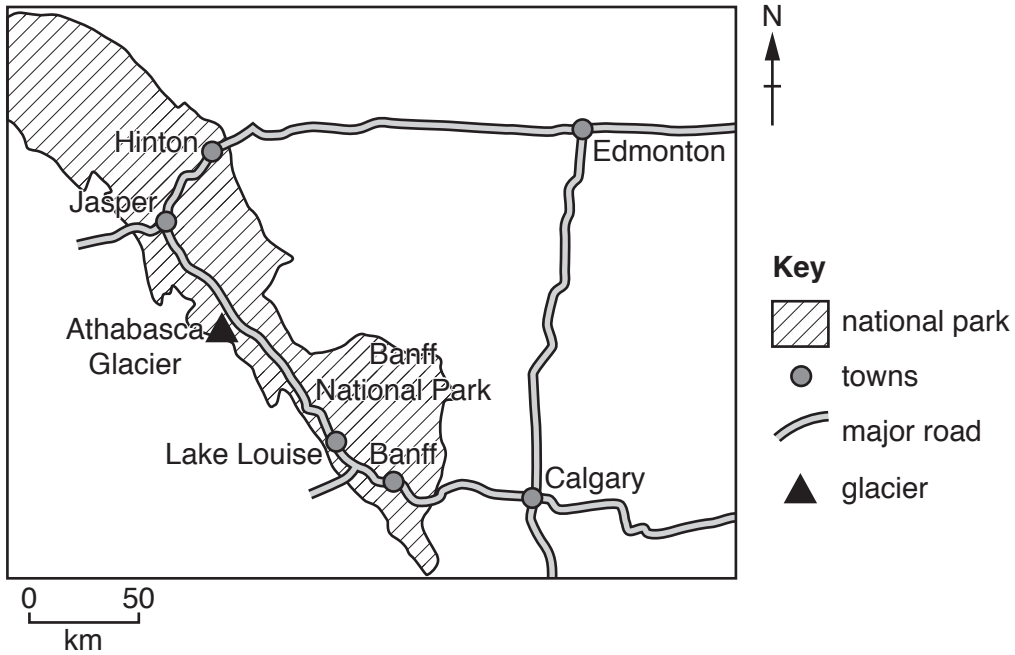 N
Hinton
Edmonton
Jasper
Athabasca
Glacier
Banff
National Park
Lake Louise
Banff
Calgary
Key
national park
towns
major road
glacier
0 50
km